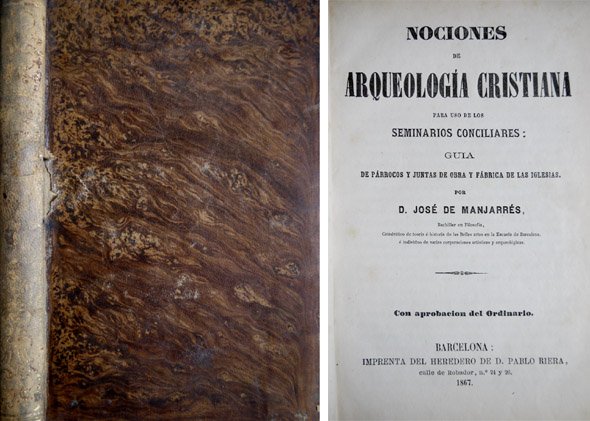 NOCIONES
DE
ARQUEOLOGÍA CRISTIANA
PARA USO DE LOS
SEMINARIOS CONCILIARES:
GUIA
DE PÁRROCOS Y JUNTAS DE OBRA Y FÁBRICA DE LAS IGLESIAS.
POR
D. JOSÉ DE MANJARRÉS,
Bachiller en Filosofía,
Catedrático de teoría é historia de las Bellas artes en la Escuela de Barcelona,
é individuo de varias corporaciones artísticas y arqueológicas.
Con aprobacion del Ordinario.
BARCELONA:
IMPRENTA DEL HEREDERO DE D. PABLO RIERA,
calle de Robador, n.º 24 y 26.
1867.